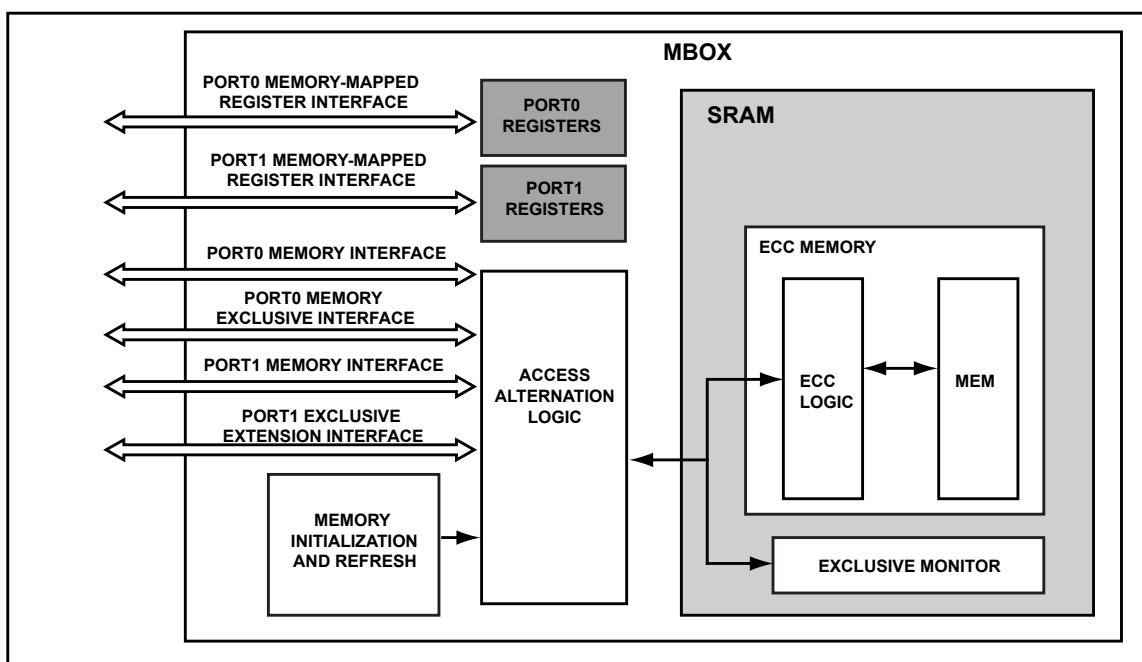 MBOX
PORT0 MEMORY-MAPPED
REGISTER INTERFACE
PORT0
REGISTERS
PORT1 MEMORY-MAPPED
REGISTER INTERFACE
PORT1
REGISTERS
PORT0 MEMORY INTERFACE
PORT0 MEMORY
EXCLUSIVE INTERFACE
PORT1 MEMORY INTERFACE
PORT1 EXCLUSIVE
EXTENSION INTERFACE
MEMORY
INITIALIZATION
AND REFRESH
ACCESS
ALTERNATION
LOGIC
SRAM
ECC MEMORY
ECC
LOGIC
MEM
EXCLUSIVE MONITOR